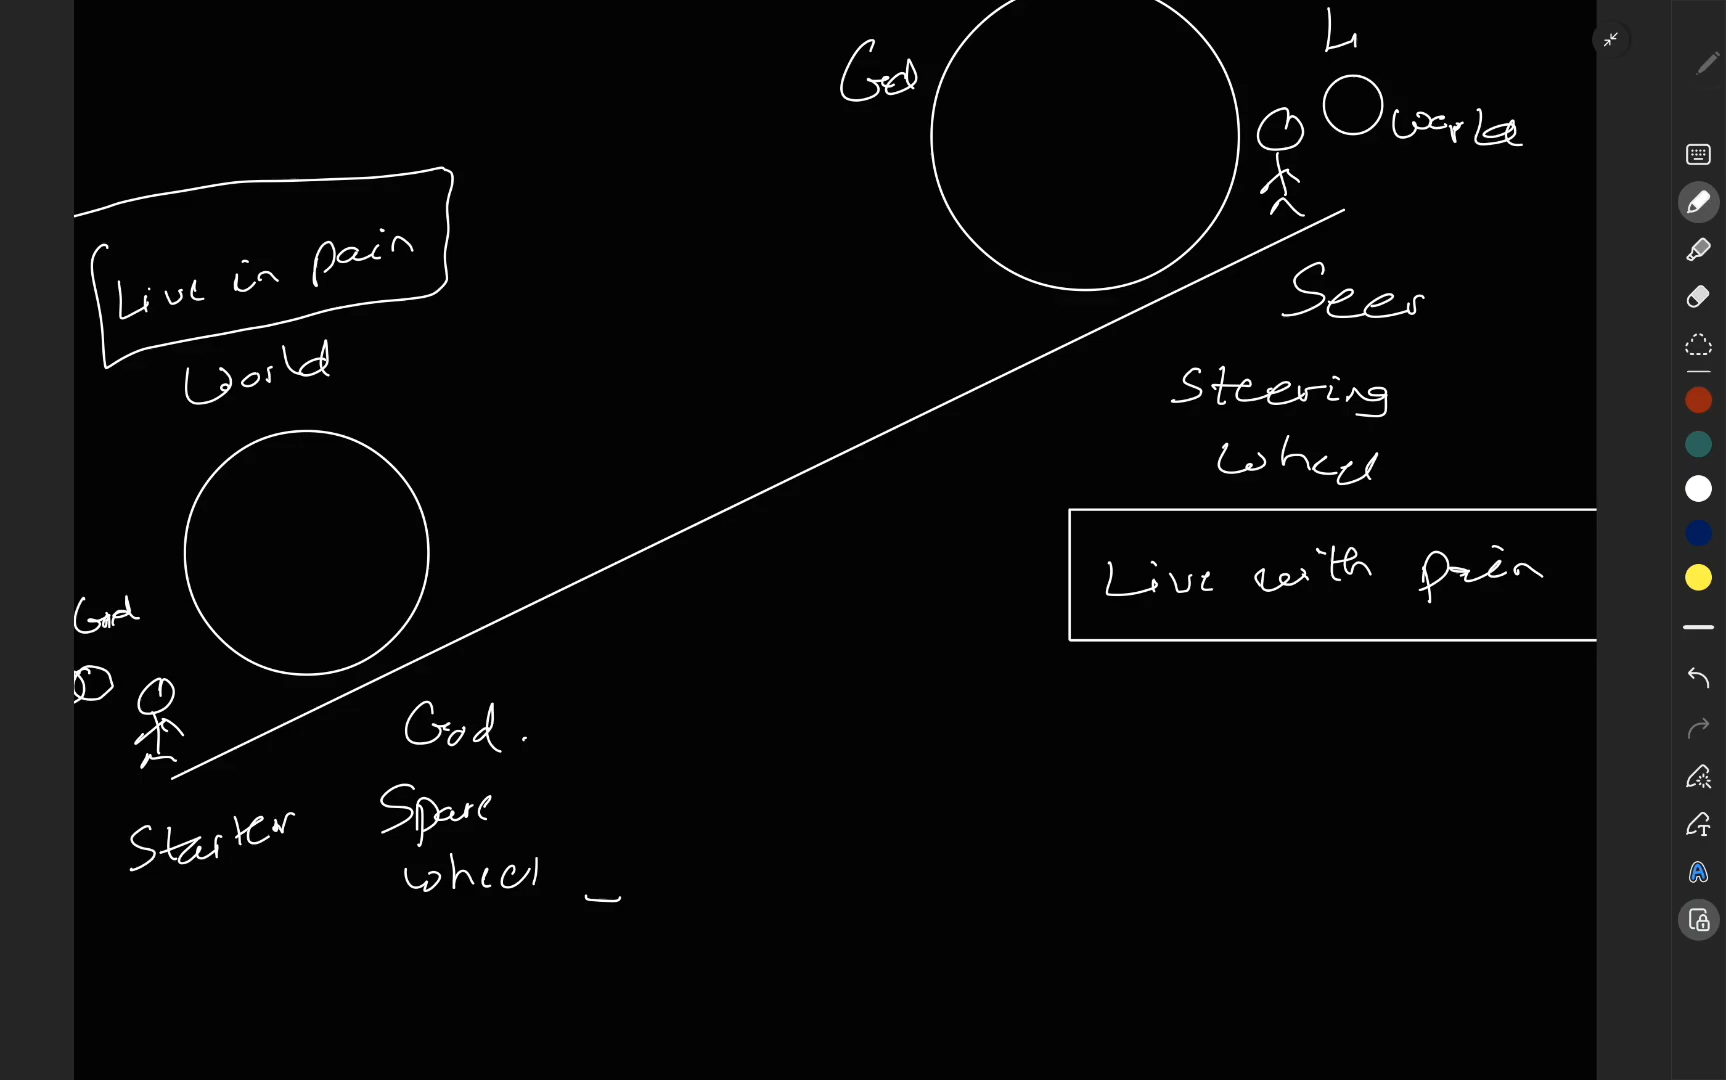 God
world
Live in pain
world
Seer
Steering
wheel
Live with pain
God
God.
Starter
Spare
wheel